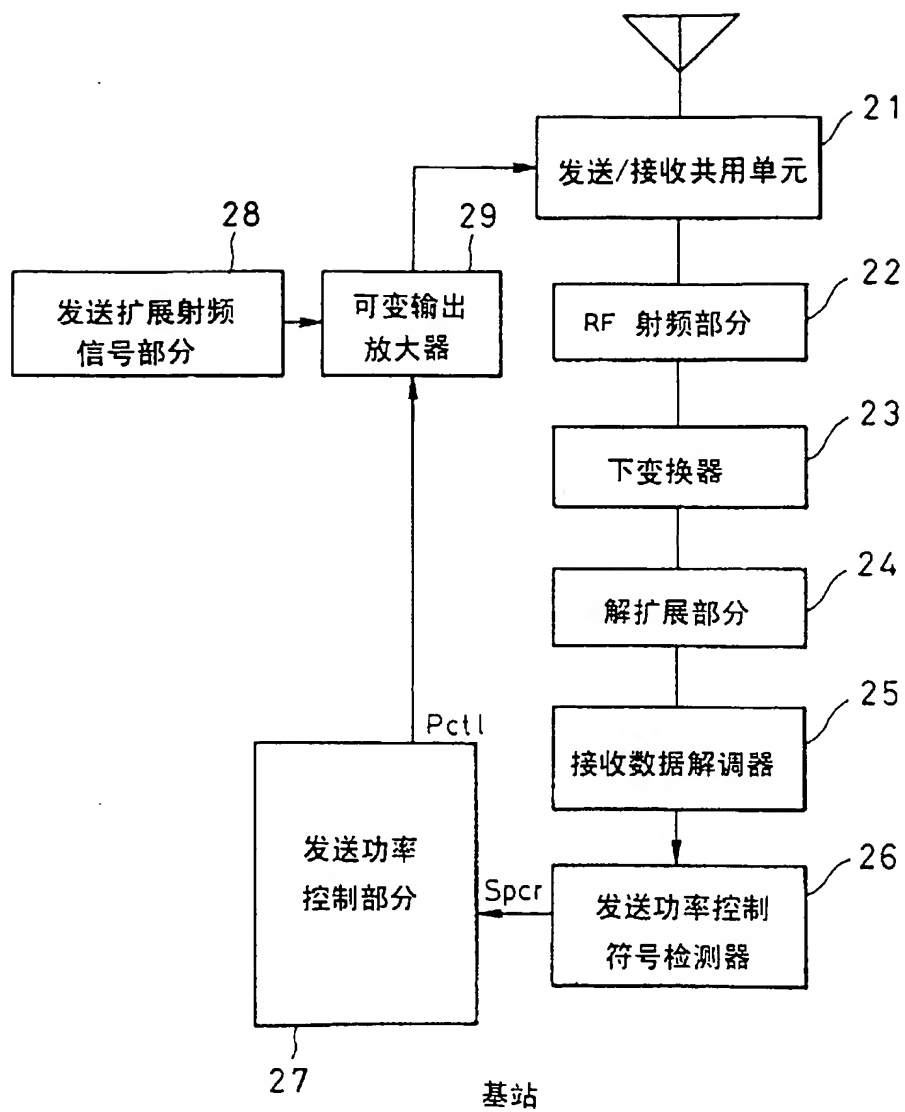 21
发送/接收共用单元
28
29
发送扩展射频
信号部分
可变输出
放大器
22
RF 射频部分
23
下变换器
24
解扩展部分
25
Pctl
接收数据解调器
发送功率
控制部分
26
Spcr
发送功率控制
符号检测器
27
基站